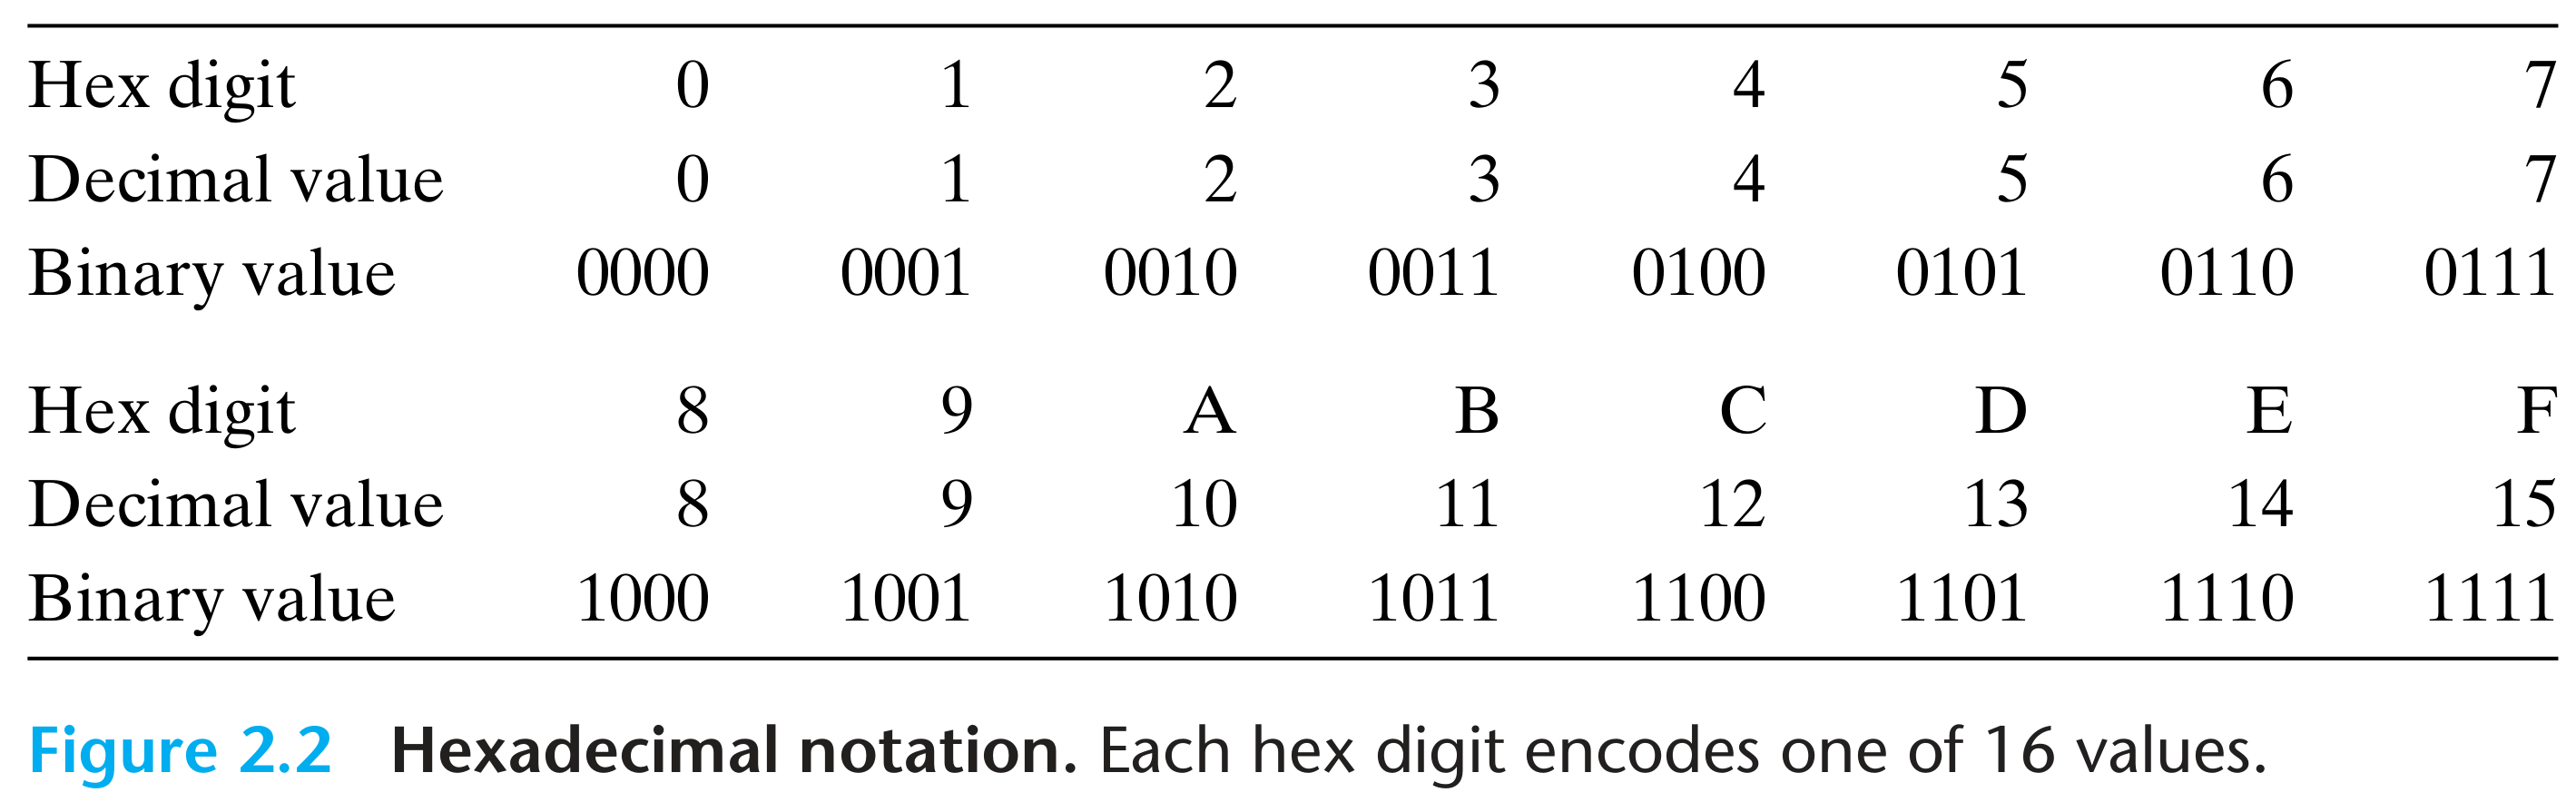 Hex digit 0 1 2 3 4 5 6 7
Decimal value 0 1 2 3 4 5 6 7
Binary value 0000 0001 0010 0011 0100 0101 0110 0111
Hex digit 8 9 A B C D E F
Decimal value 8 9 10 11 12 13 14 15
Binary value 1000 1001 1010 1011 1100 1101 1110 1111
Figure 2.2 Hexadecimal notation. Each hex digit encodes one of 16 values.